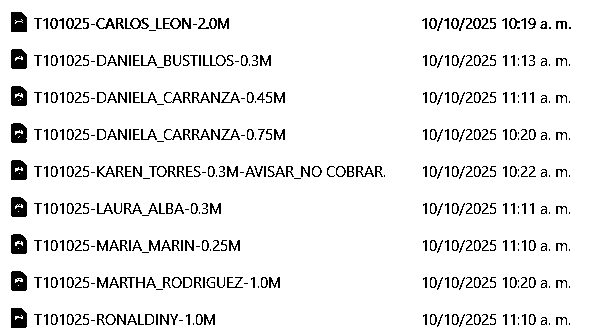 T101025-CARLOS_LEON-2.0M 10/10/2025 10:19 a. m.
T101025-DANIELA_BUSTILLOS-0.3M 10/10/2025 11:13 a. m.
T101025-DANIELA_CARRANZA-0.45M 10/10/2025 11:11 a. m.
T101025-DANIELA_CARRANZA-0.75M 10/10/2025 10:20 a. m.
T101025-KAREN_TORRES-0.3M-AVISAR_NO COBRAR. 10/10/2025 10:22 a. m.
T101025-LAURA_ALBA-0.3M 10/10/2025 11:11 a. m.
T101025-MARIA_MARIN-0.25M 10/10/2025 11:10 a. m.
T101025-MARTHA_RODRIGUEZ-1.0M 10/10/2025 10:20 a. m.
T101025-RONALDINY-1.0M 10/10/2025 11:10 a. m.